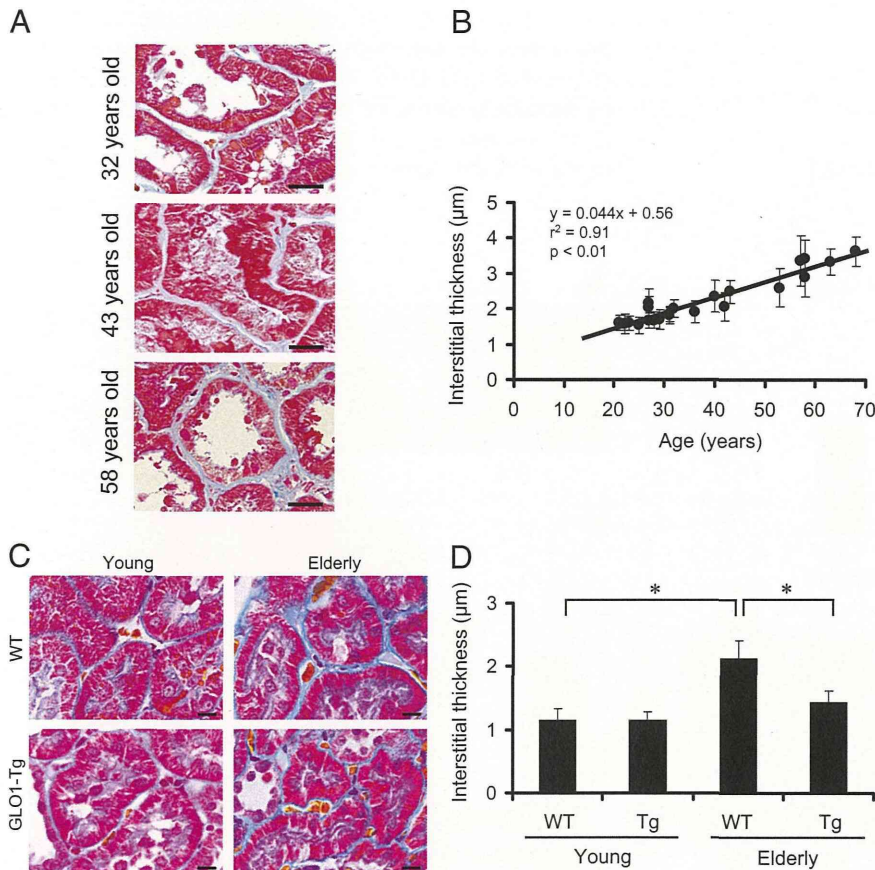 A
32 years old
43 years old
58 years old
B
Interstitial thickness (µm)
5
4
3
2
1
0
y = 0.044x + 0.56
r² = 0.91
p < 0.01
0 10 20 30 40 50 60 70
Age (years)
C
Young Elderly
WT
GLO1-Tg
D
Interstitial thickness (µm)
3
2
1
0
* *
WT Tg WT Tg
Young Elderly